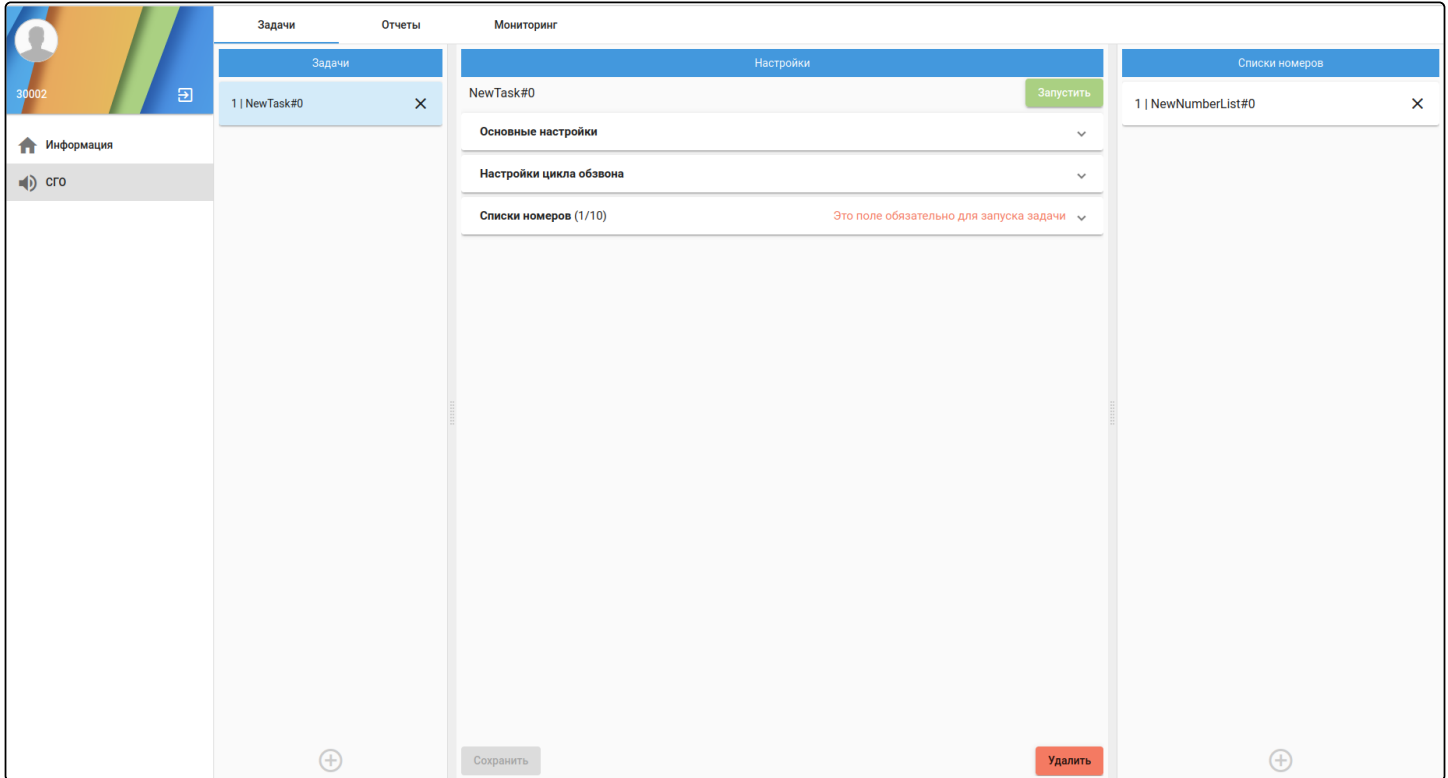 30002
Информация
СГО
Задачи
Отчеты
Мониторинг
Задачи
1 | NewTask#0
Настройки
NewTask#0
Запустить
Основные настройки
Настройки цикла обзвона
Списки номеров (1/10)
Это поле обязательно для запуска задачи
Сохранить
Удалить
Списки номеров
1 | NewNumberList#0